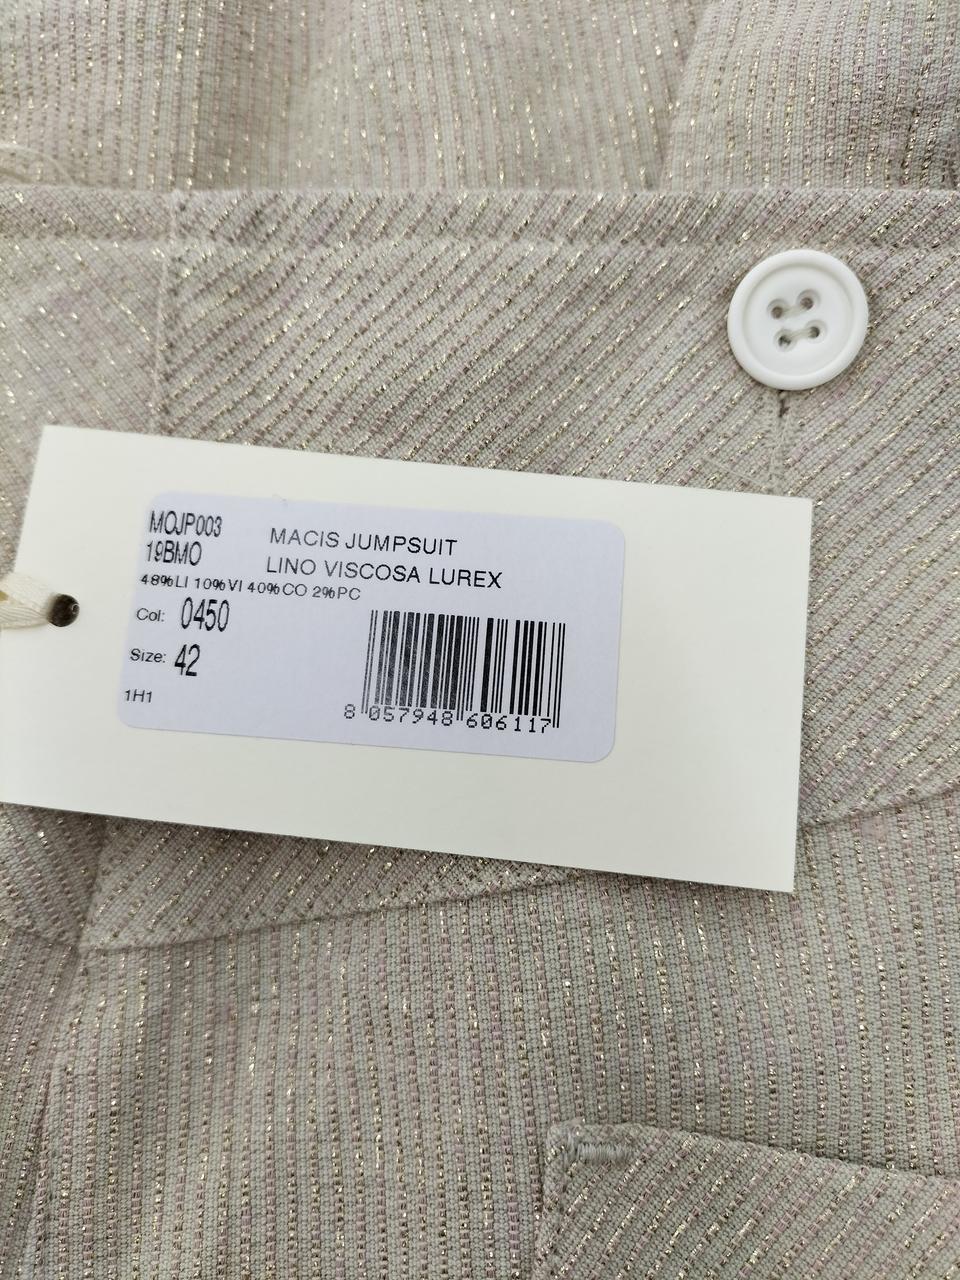 MOJP003
19BMO
MACIS JUMPSUIT
LINO VISCOSA LUREX
48%LI 10%VI 40%CO 2%PC
Col: 0450
Size: 42
1H1
8 057948 606117